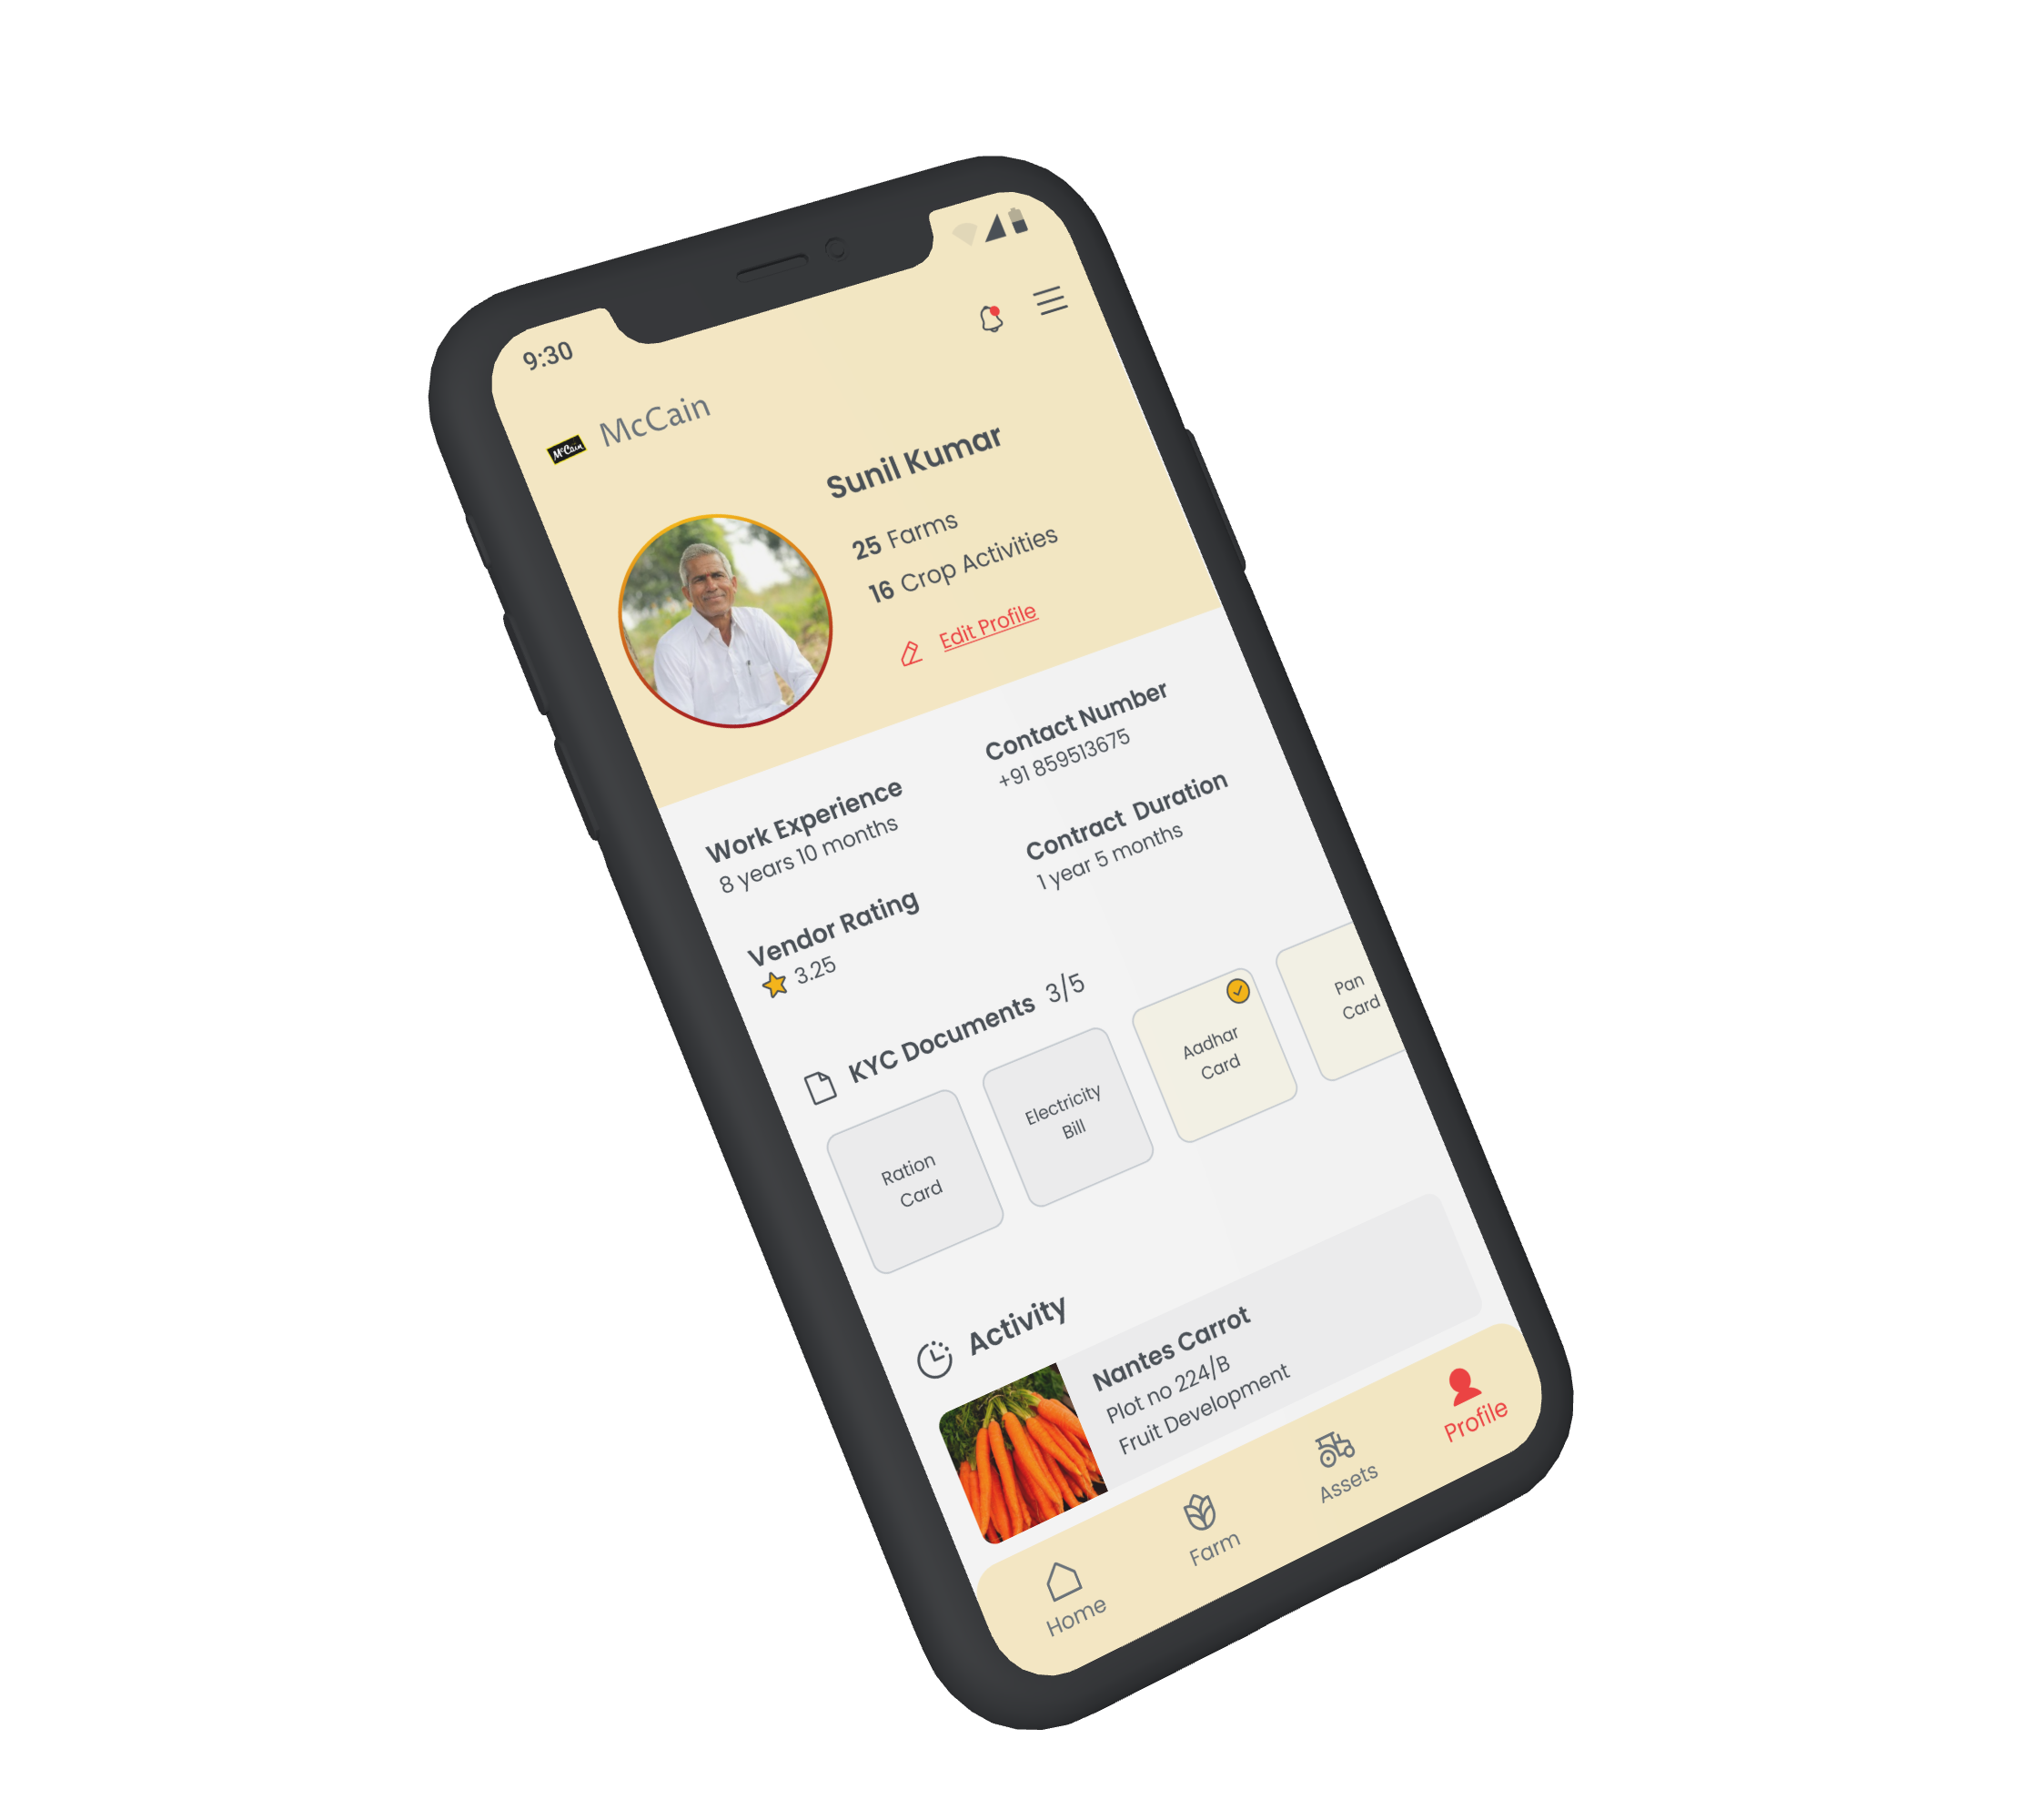 9:30
McCain
McCain
Sunil Kumar
25 Farms
16 Crop Activities
Edit Profile
Work Experience
8 years 10 months
Contact Number
+91 859513675
Vendor Rating
3.25
Contract Duration
1 year 5 months
KYC Documents 3/5
Ration
Card
Electricity
Bill
Aadhar
Card
Pan
Card
Activity
Nantes Carrot
Plot no 224/B
Fruit Development
Home
Farm
Assets
Profile